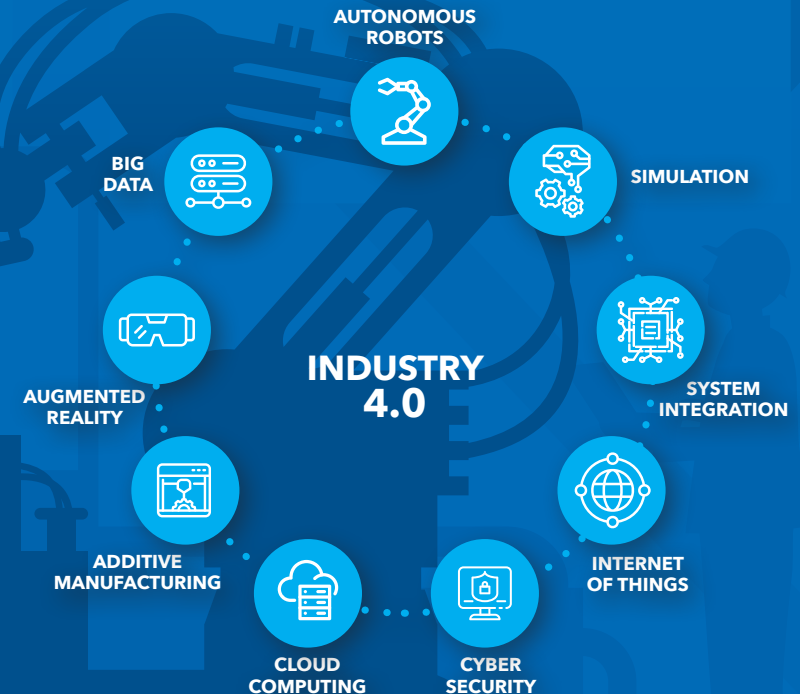 AUTONOMOUS
ROBOTS
BIG
DATA
SIMULATION
INDUSTRY
4.0
AUGMENTED
REALITY
SYSTEM
INTEGRATION
ADDITIVE
MANUFACTURING
INTERNET
OF THINGS
CLOUD
COMPUTING
CYBER
SECURITY